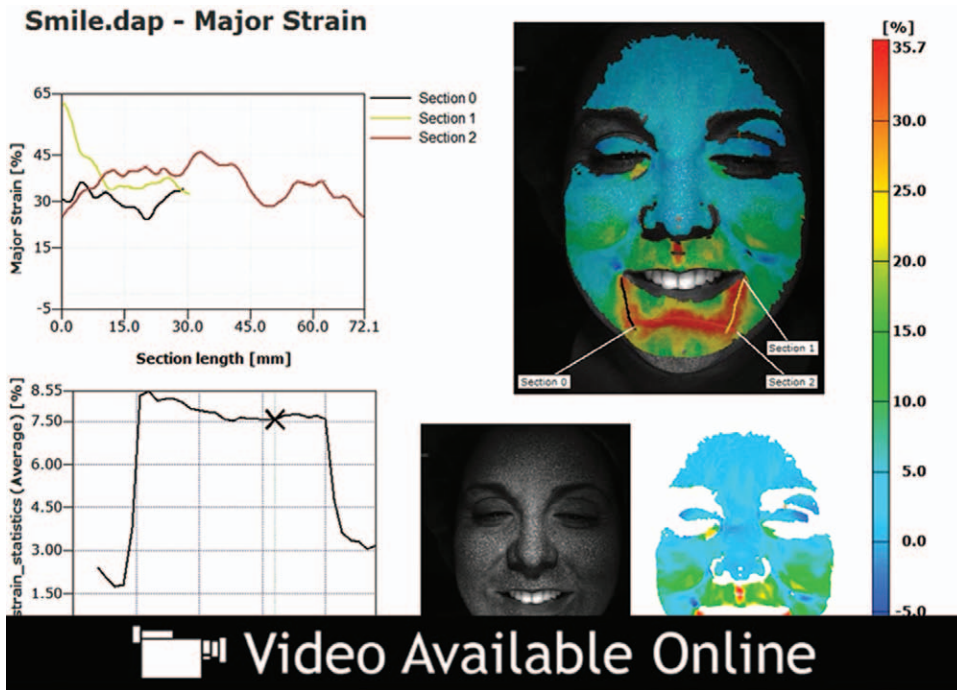 Smile.dap - Major Strain
Major Strain [%]
65
45
30
15
-5
0.0 15.0 30.0 45.0 60.0 72.1
Section length [mm]
Section 0
Section 1
Section 2
strain_statistics (Average) [%]
8.55
7.50
6.00
4.50
3.00
1.50
Section 1
Section 0
Section 2
[%]
35.7
30.0
25.0
20.0
15.0
10.0
5.0
0.0
-5.0
Video Available Online